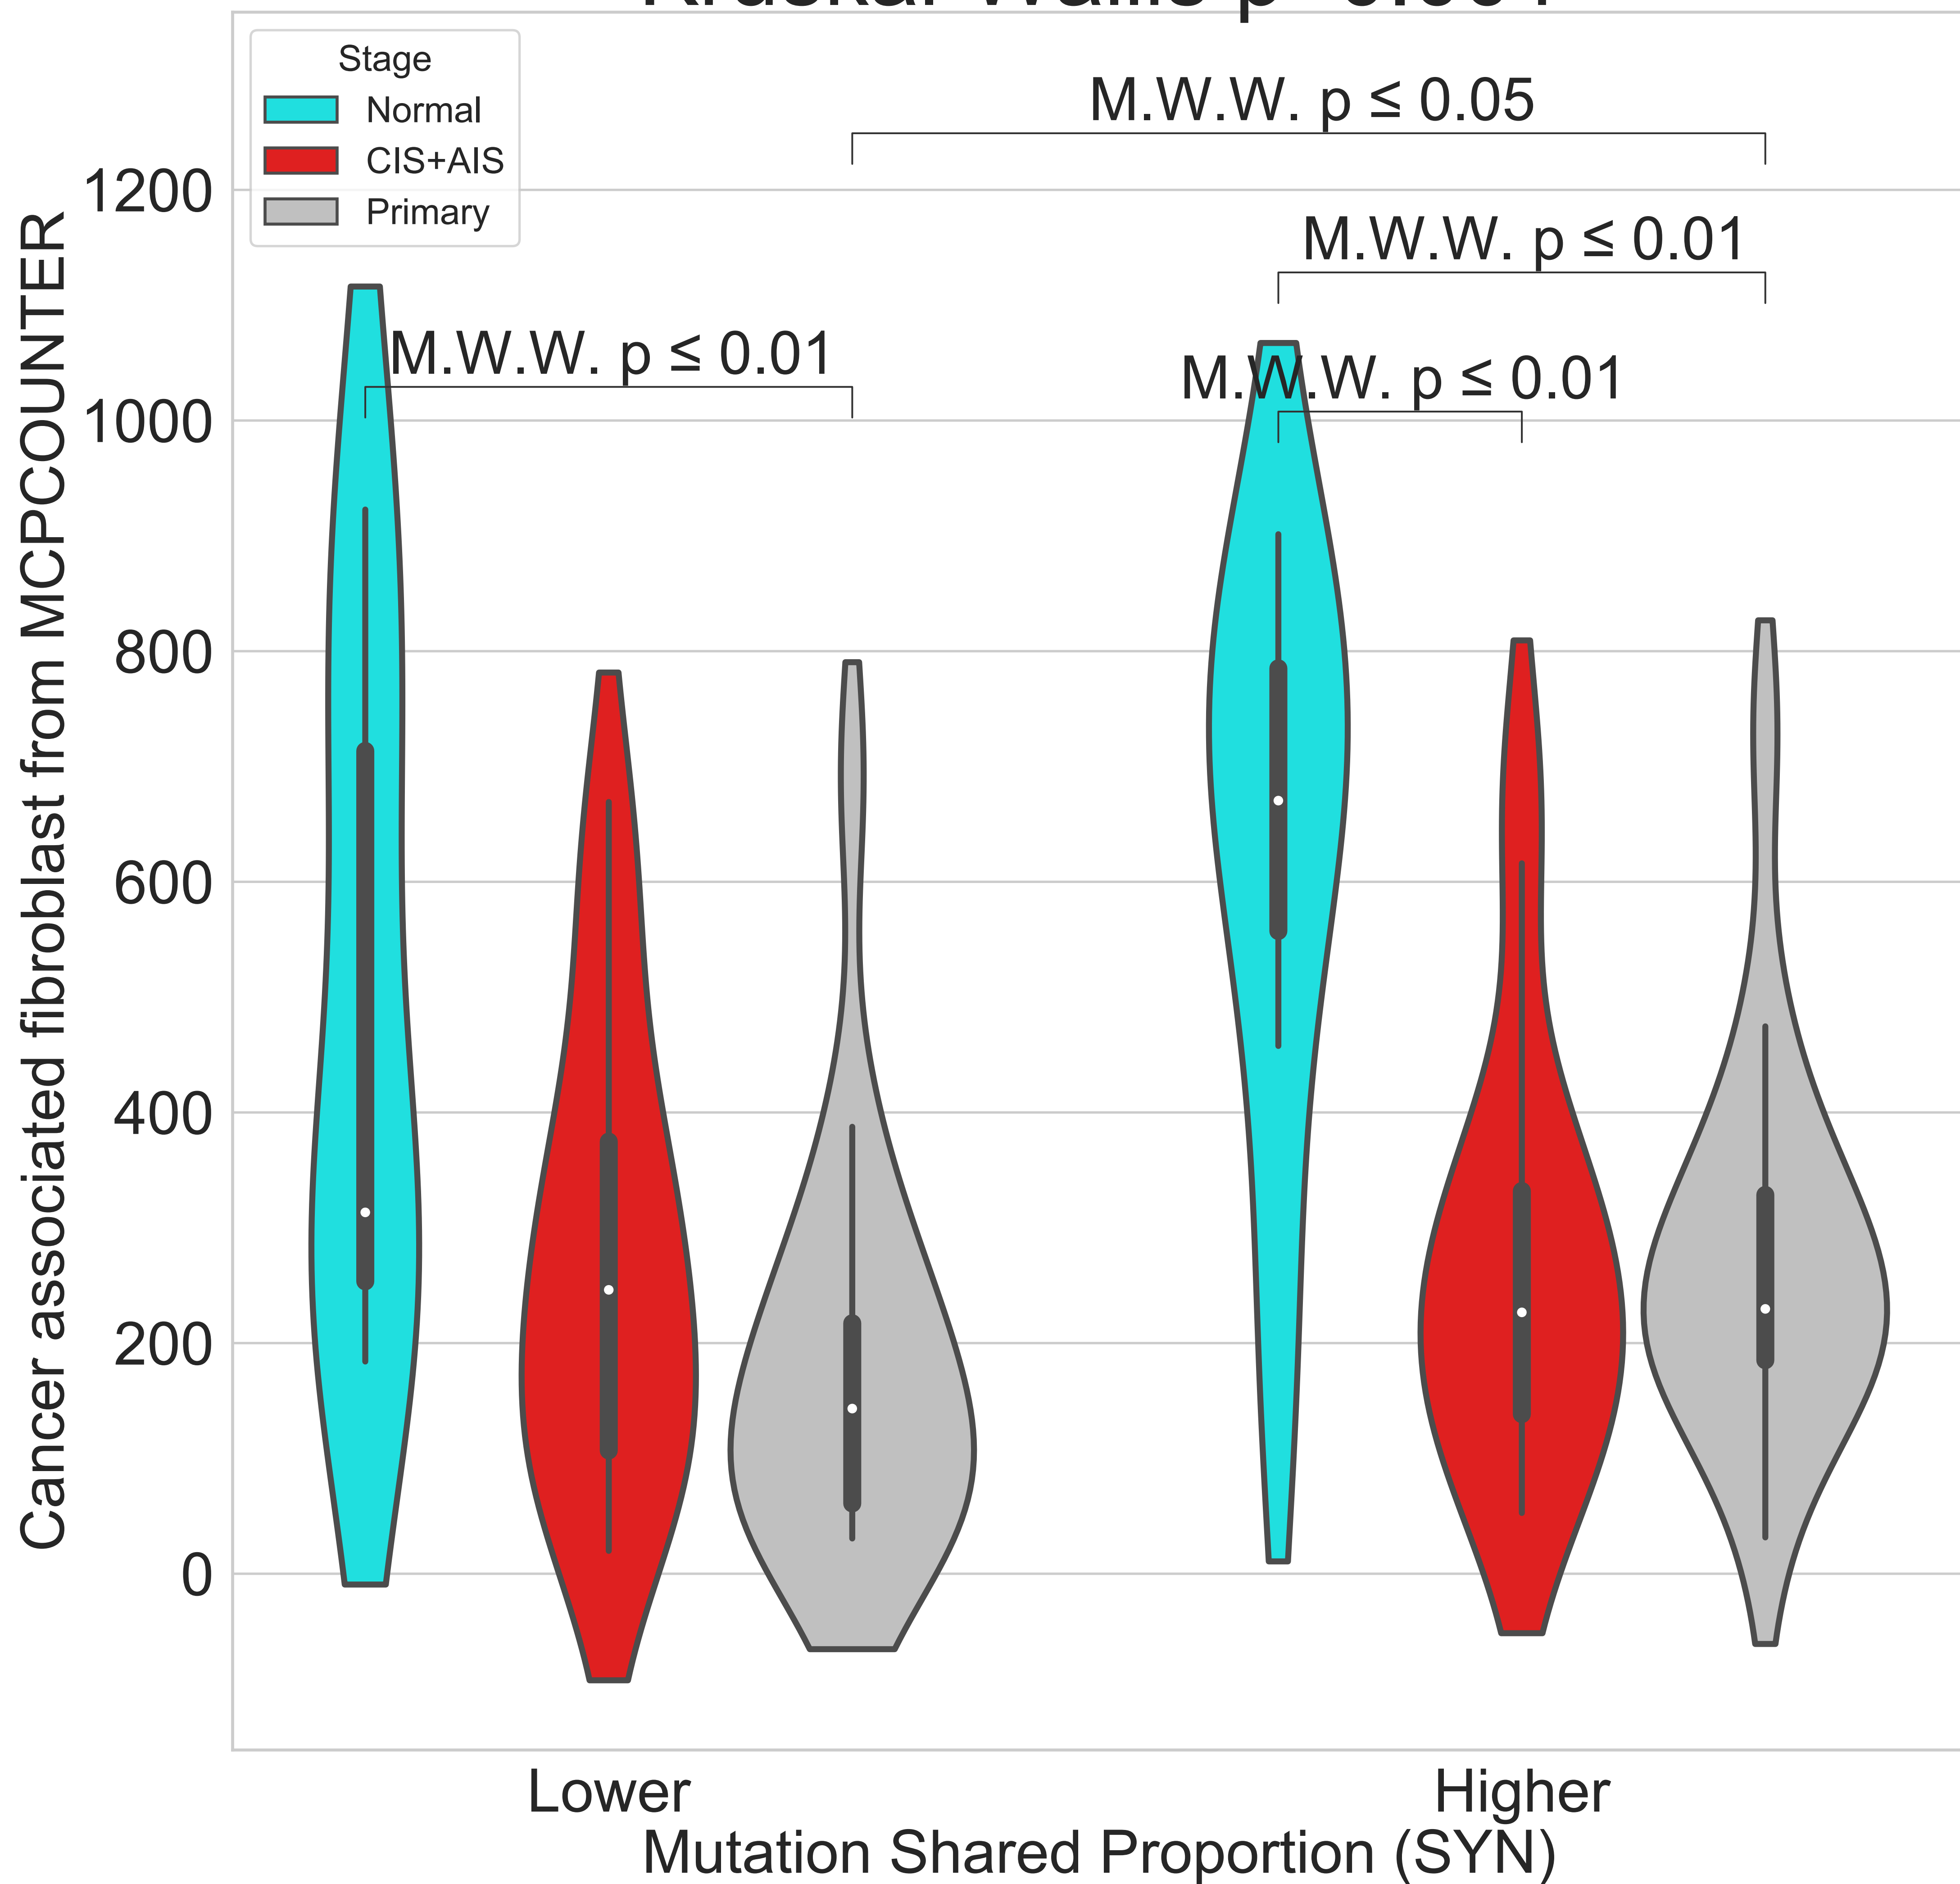 Stage
Normal
CIS+AIS
Primary
M.W.W. p ≤ 0.05
M.W.W. p ≤ 0.01
M.W.W. p ≤ 0.01
M.W.W. p ≤ 0.01
Cancer associated fibroblast from MCPCOUNTER
1200
1000
800
600
400
200
0
Lower
Higher
Mutation Shared Proportion (SYN)